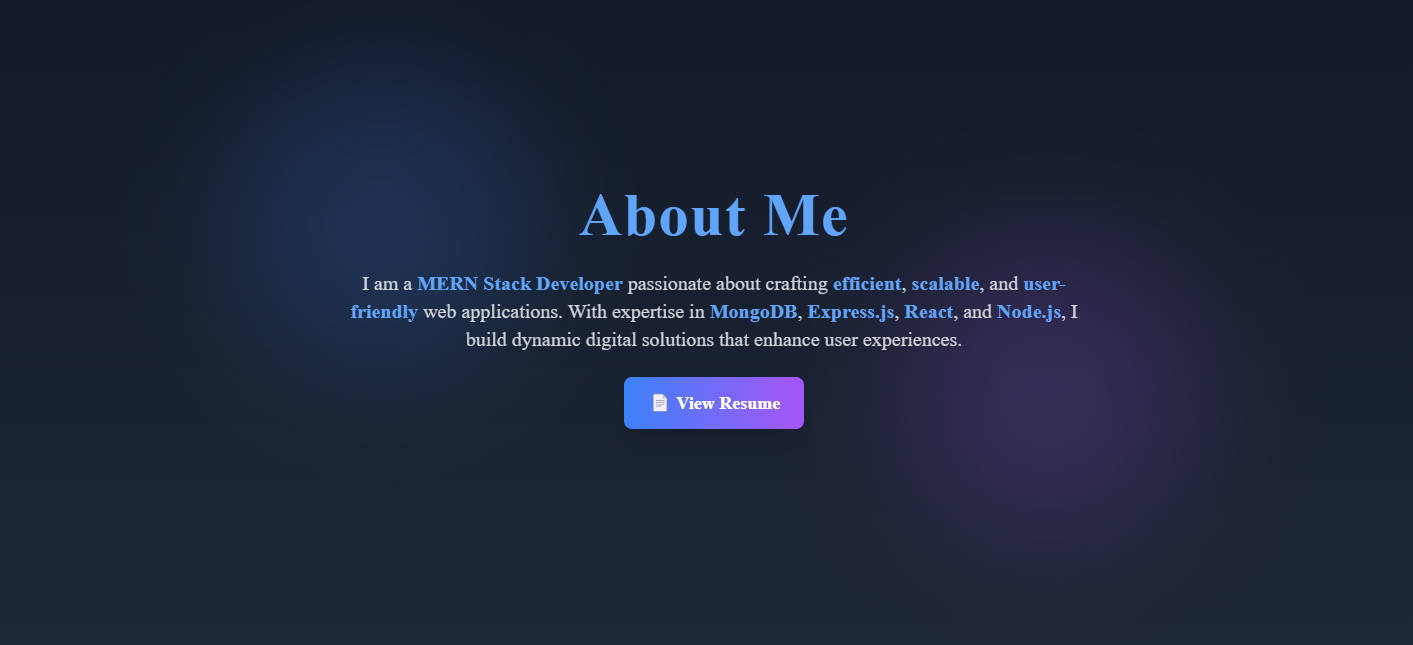 About Me
I am a MERN Stack Developer passionate about crafting efficient, scalable, and user-
friendly web applications. With expertise in MongoDB, Express.js, React, and Node.js, I
build dynamic digital solutions that enhance user experiences.
View Resume